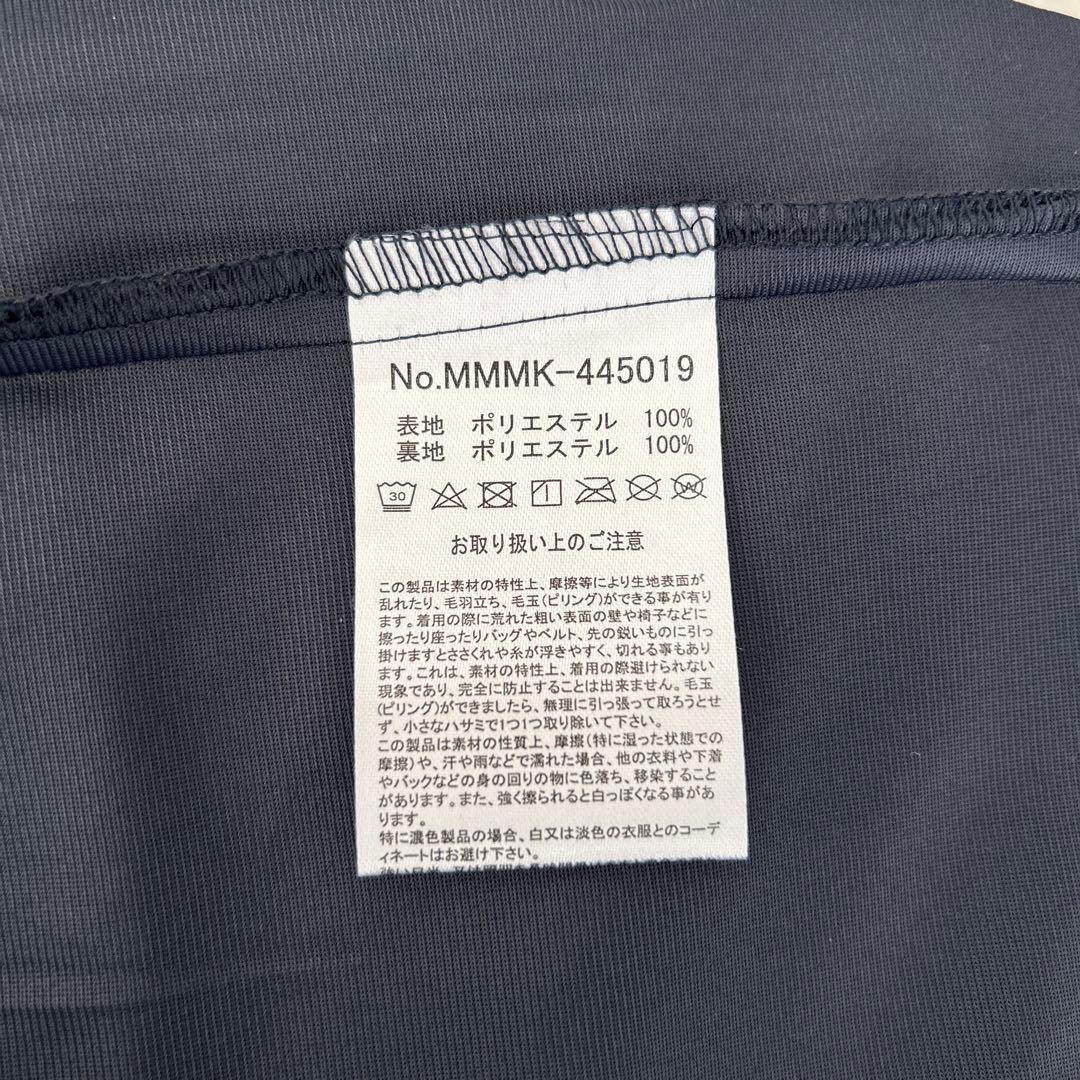 No.MMMK-445019
表地 ポリエステル 100%
裏地 ポリエステル 100%
30
お取り扱い上のご注意
この製品は素材の特性上、摩擦等により生地表面が
乱れたり、毛羽立ち、毛玉(ピリング)ができる事が有り
ます。着用の際に荒れた粗い表面の壁や椅子などに
擦ったり座ったりバッグやベルト、先の鋭いものに引っ
掛けますとささくれや糸が浮きやすく、切れる事もあり
ます。これは、素材の特性上、着用の際避けられない
現象であり、完全に防止することは出来ません。毛玉
(ピリング)ができましたら、無理に引っ張って取ろうとせ
ず、小さなハサミで1つ1つ取り除いて下さい。
この製品は素材の性質上、摩擦(特に湿った状態での
摩擦)や、汗や雨などで濡れた場合、他の衣料や下着
やバックなどの身の回りの物に色落ち、移染すること
があります。また、強く擦られると白っぽくなる事があ
ります。
特に濃色製品の場合、白又は淡色の衣服とのコーデ
ィネートはお避け下さい。